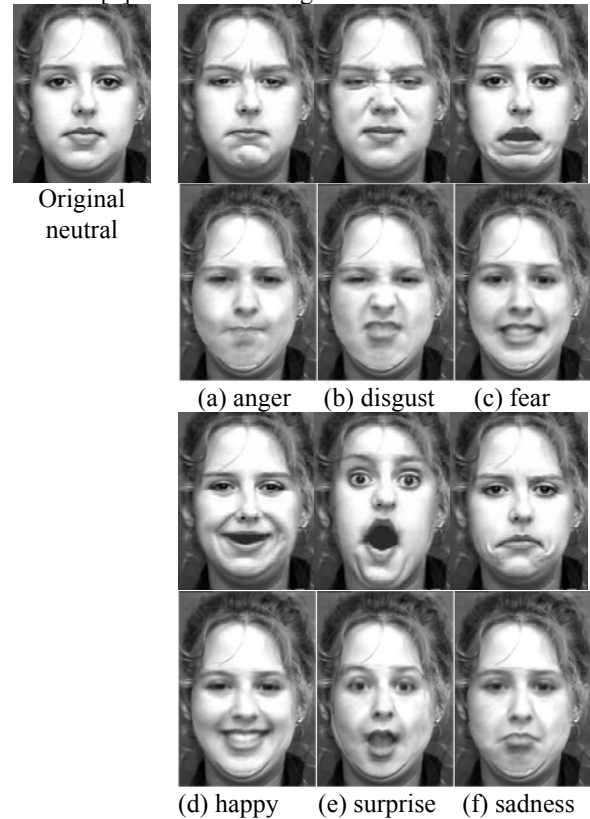 Original
neutral
(a) anger (b) disgust (c) fear
(d) happy (e) surprise (f) sadness